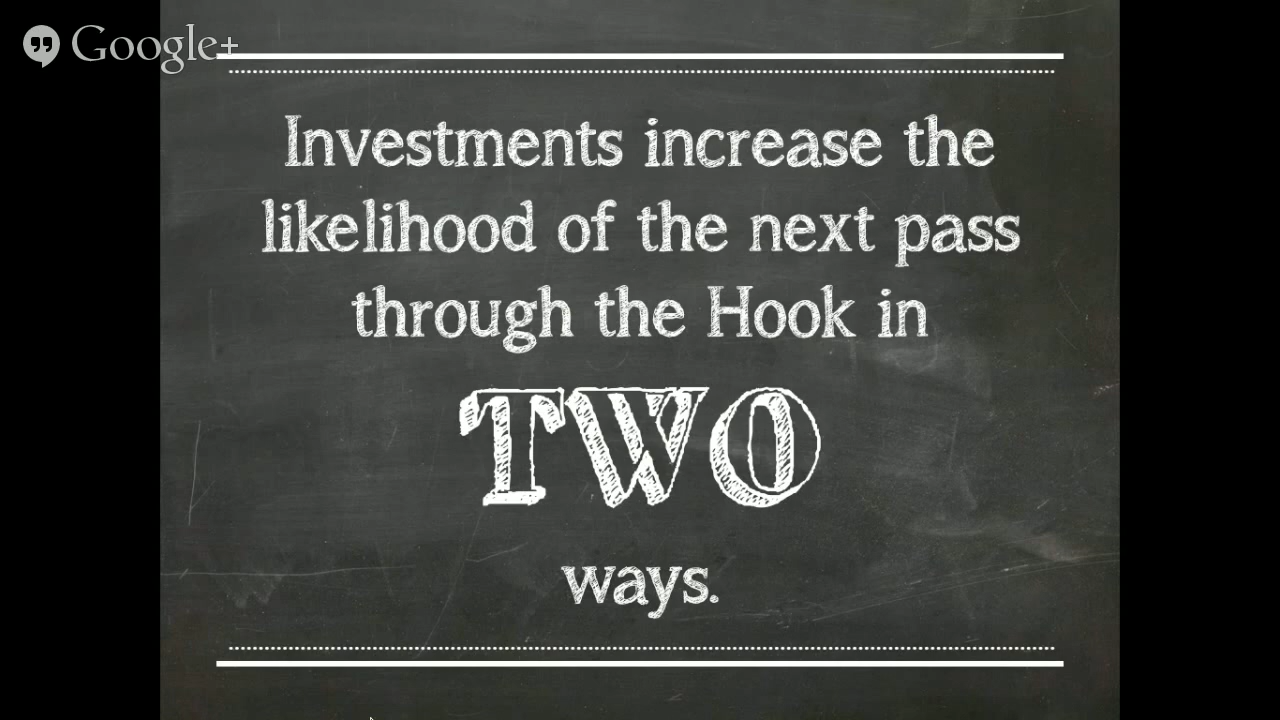 Google+
Investments increase the
likelihood of the next pass
through the Hook in
TWO
ways.